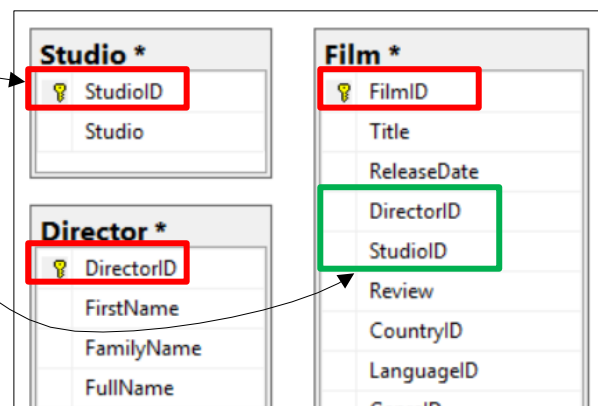 Studio *
StudioID
Studio
Director *
DirectorID
FirstName
FamilyName
FullName
Film *
FilmID
Title
ReleaseDate
DirectorID
StudioID
Review
CountryID
LanguageID